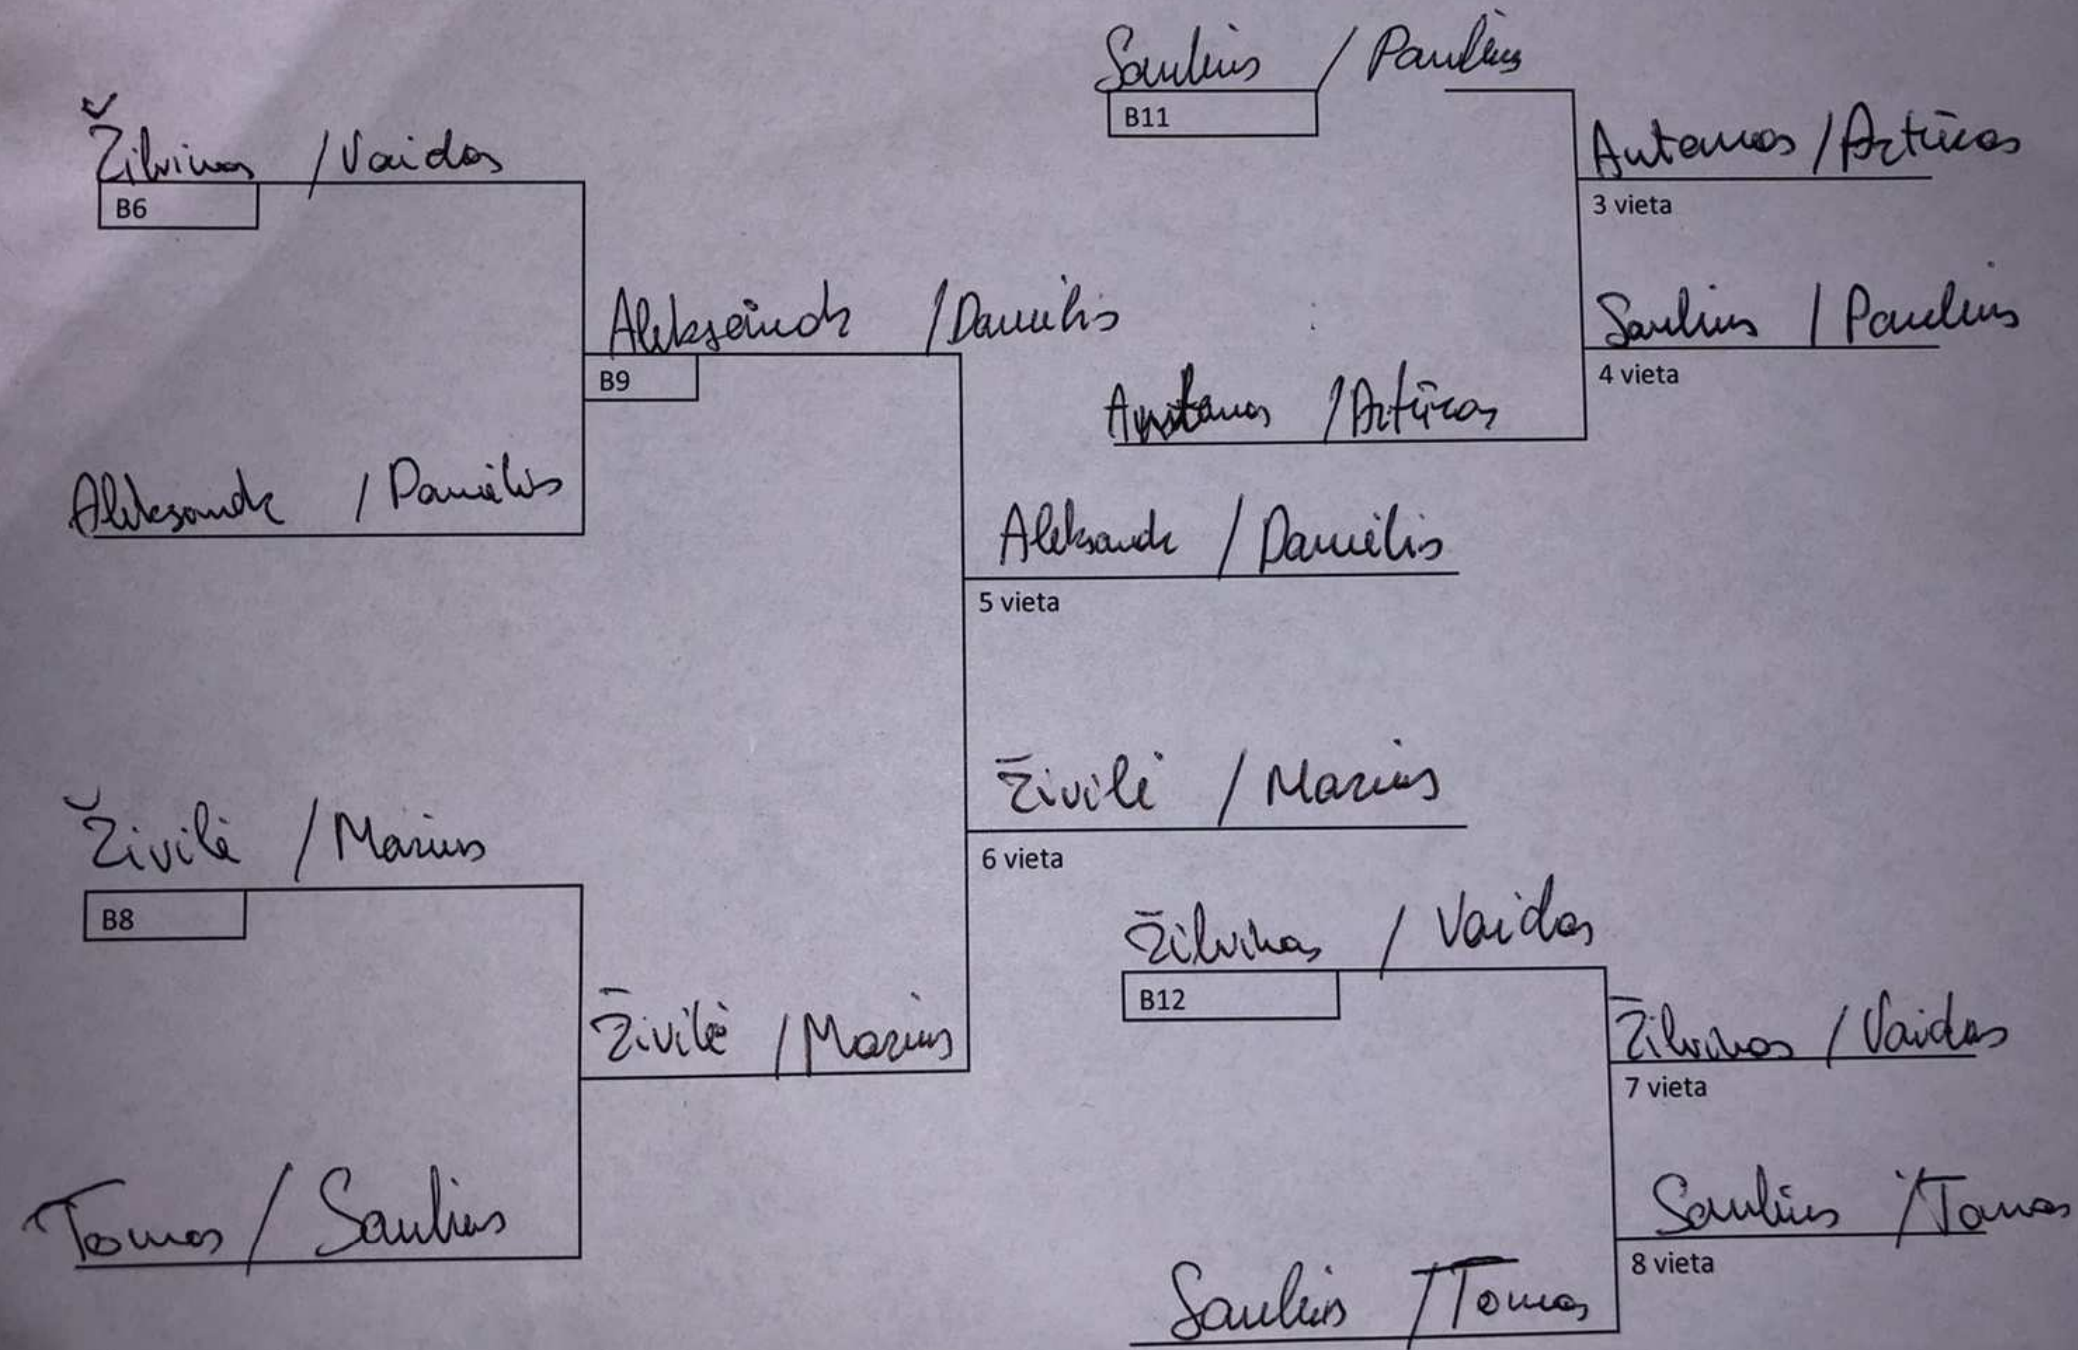 Saulius / Paulius
B11
Žilvinas / Vaidas
B6
Antanas / Artūras
3 vieta
Aleksandr / Danielis
B9
Saulius / Paulius
4 vieta
Antanas / Artūras
Aleksandr / Danielis
Aleksandr / Danielis
5 vieta
Živilė / Marius
6 vieta
Živilė / Marius
B8
Žilvinas / Vaidas
B12
Živilė / Marius
Žilvinas / Vaidas
7 vieta
Tomas / Saulius
Saulius / Tomas
8 vieta
Saulius / Tomas